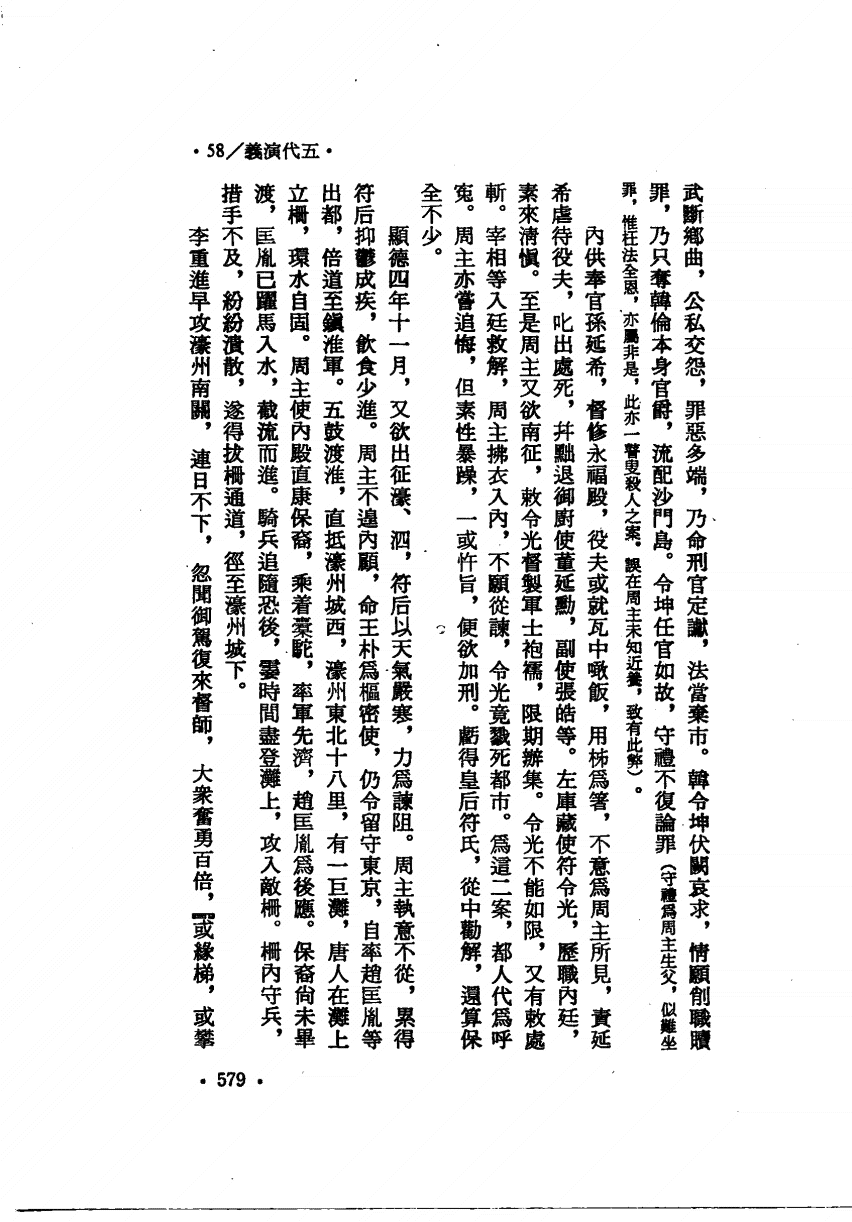 •58/義演代五•
武斷鄉曲，公私交怨，罪惡多端，乃命刑官定讞，法當棄市。韓令坤伏闕哀求，情願削職贖
罪，乃只奪韓倫本身官爵，流配沙門島。令坤任官如故，守禮不復論罪（守禮爲周主生父，似難坐
罪，惟枉法全恩，亦屬非是，此亦一瞽叟殺人之案。誤在周主未知近養，致有此弊）。
內供奉官孫延希，督修永福殿，役夫或就瓦中噉飯，用柹爲箸，不意爲周主所見，責延
希虐待役夫，叱出處死，幷黜退御廚使董延勳，副使張皓等。左庫藏使符令光，歷職內廷，
素來清愼。至是周主又欲南征，敕令光督製軍士袍襦，限期辦集。令光不能如限，又有敕處
斬。宰相等入廷救解，周主拂衣入內，不願從諫，令光竟戮死都市。爲這二案，都人代爲呼
寃。周主亦嘗追悔，但素性暴躁，一或忤旨，便欲加刑。虧得皇后符氏，從中勸解，還算保
全不少。
顯德四年十一月，又欲出征濠、泗，符后以天氣嚴寒，力爲諫阻。周主執意不從，累得
符后抑鬱成疾，飲食少進。周主不遑內顧，命王朴爲樞密使，仍令留守東京，自率趙匡胤等
出都，倍道至鎭淮軍。五鼓渡淮，直抵濠州城西，濠州東北十八里，有一巨灘，唐人在灘上
立柵，環水自固。周主使內殿直康保裔，乘着橐駝，率軍先濟，趙匡胤爲後應。保裔尙未畢
渡，匡胤已躍馬入水，截流而進。騎兵追隨恐後，霎時間盡登灘上，攻入敵柵。柵內守兵，
措手不及，紛紛潰散，遂得拔柵通道，徑至濠州城下。
李重進早攻濠州南關，連日不下，忽聞御駕復來督師，大衆奮勇百倍，或緣梯，或攀
•579•